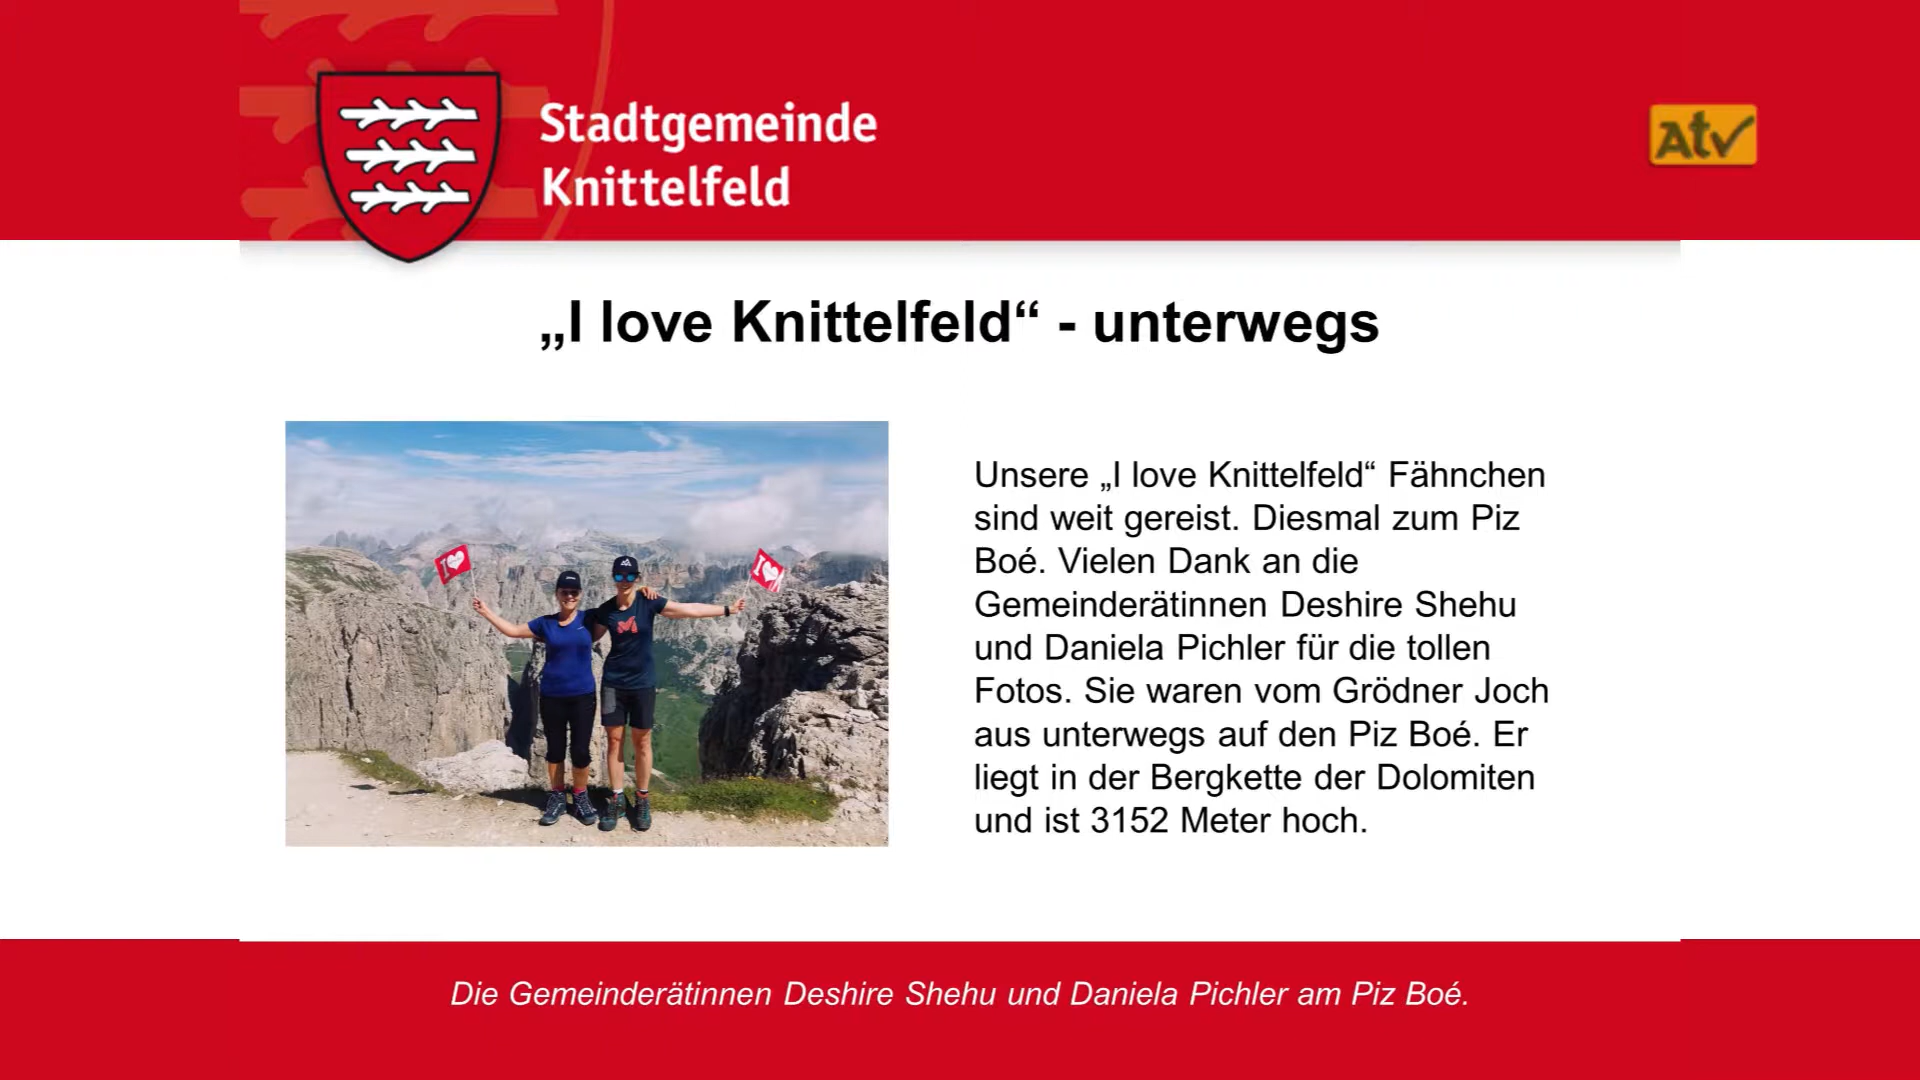 Stadtgemeinde
Knittelfeld
Atv
„I love Knittelfeld“ - unterwegs
I
I
Unsere „I love Knittelfeld“ Fähnchen
sind weit gereist. Diesmal zum Piz
Boé. Vielen Dank an die
Gemeinderätinnen Deshire Shehu
und Daniela Pichler für die tollen
Fotos. Sie waren vom Grödner Joch
aus unterwegs auf den Piz Boé. Er
liegt in der Bergkette der Dolomiten
und ist 3152 Meter hoch.
Die Gemeinderätinnen Deshire Shehu und Daniela Pichler am Piz Boé.